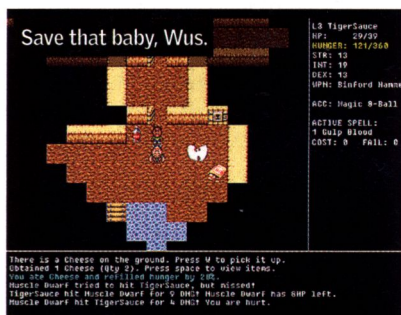 Save that baby, Wus.
L3 TigerSauce
HP: 29/39
HUNGER: 121/360
STR: 13
INT: 19
DEX: 13
WPN: Binford Hamme
ACC: Magic 8-Ball
ACTIVE SPELL:
1 Gulp Blood
COST: 0 FAIL: 0
There is a Cheese on the ground. Press W to pick it up.
Obtained 1 Cheese (Qty 2). Press space to view items.
You ate Cheese and refilled hunger by 20%.
Muscle Dwarf tried to hit TigerSauce, but missed!
TigerSauce hit Muscle Dwarf for 9 DMG! Muscle Dwarf has 8HP left.
Muscle Dwarf hit TigerSauce for 4 DMG! You are hurt.